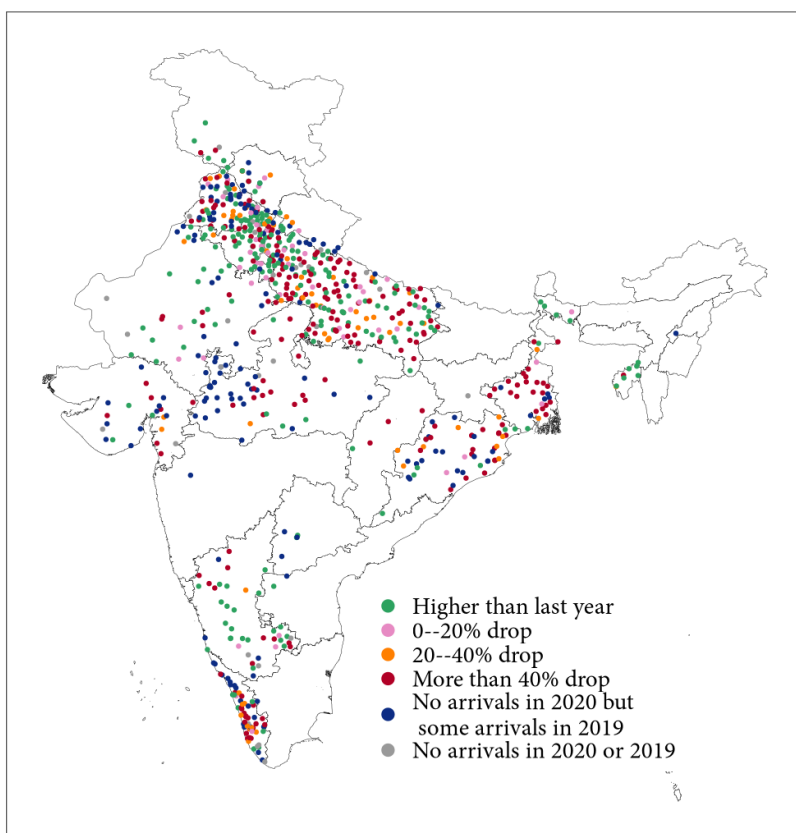 Higher than last year
0--20% drop
20--40% drop
More than 40% drop
No arrivals in 2020 but
some arrivals in 2019
No arrivals in 2020 or 2019